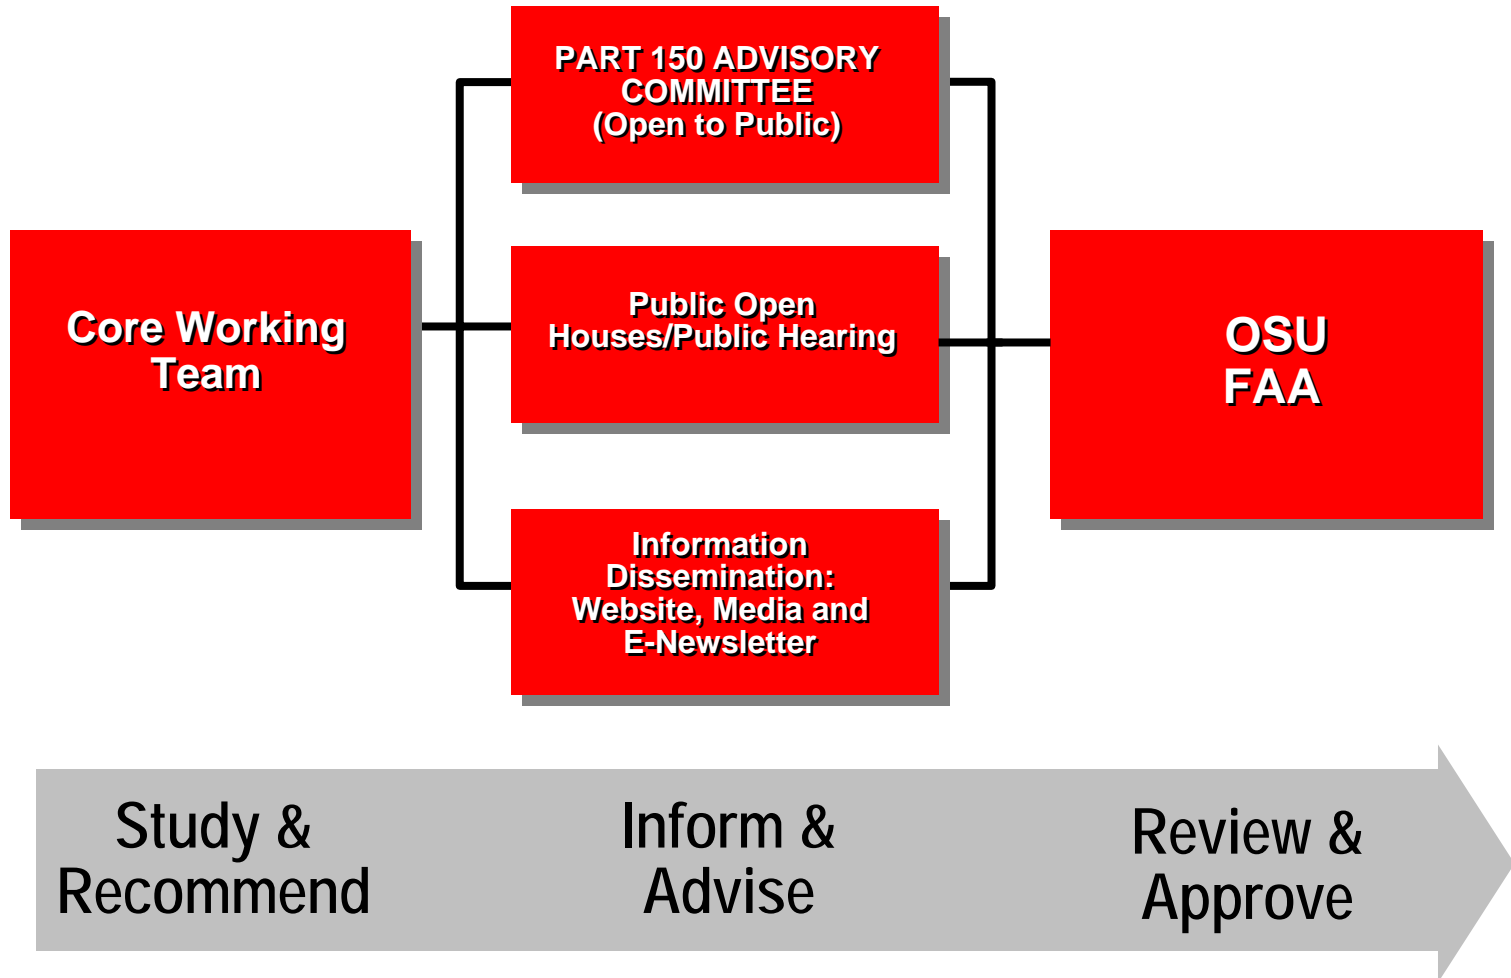 PART 150 ADVISORY
COMMITTEE
(Open to Public)
Core Working
Team
Public Open
Houses/Public Hearing
OSU
FAA
Information
Dissemination:
Website, Media and
E-Newsletter
Study &
Recommend
Inform &
Advise
Review &
Approve